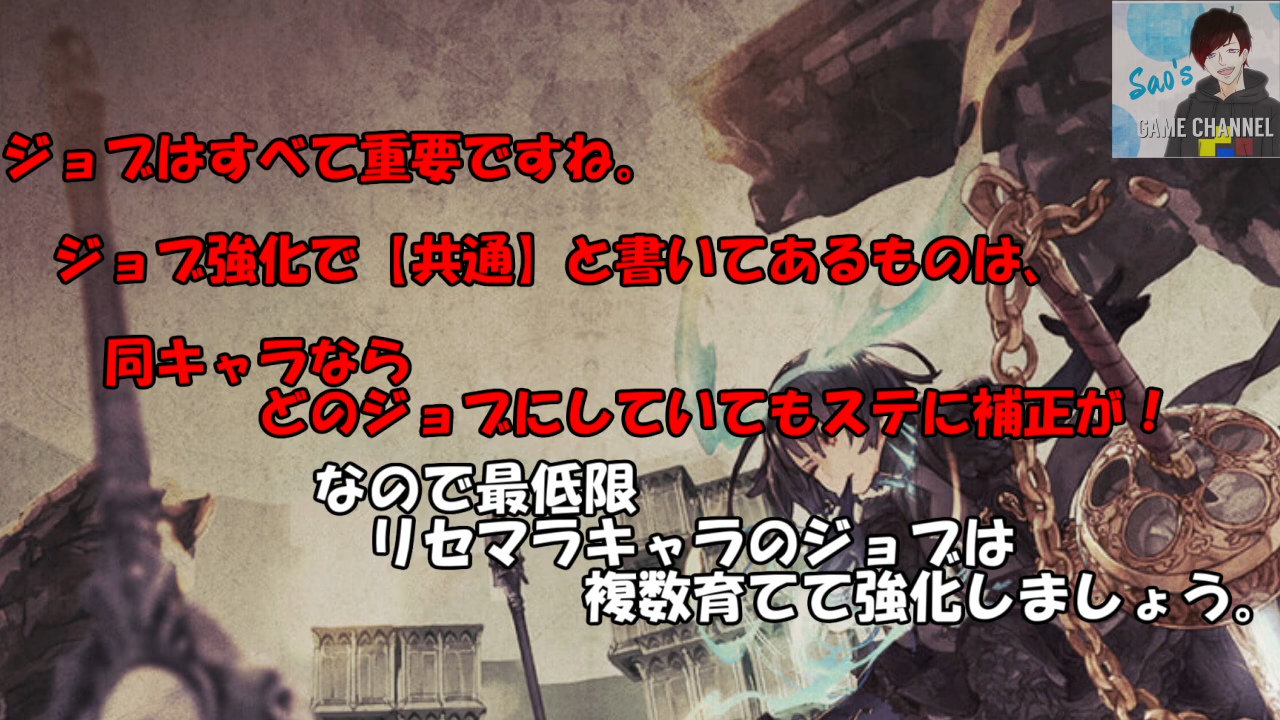 Sao's
GAME CHANNEL
ジョブはすべて重要ですね。
ジョブ強化で【共通】と書いてあるものは、
同キャラなら
どのジョブにしていてもステに補正が！
なので最低限
リセマラキャラのジョブは
複数育てて強化しましょう。